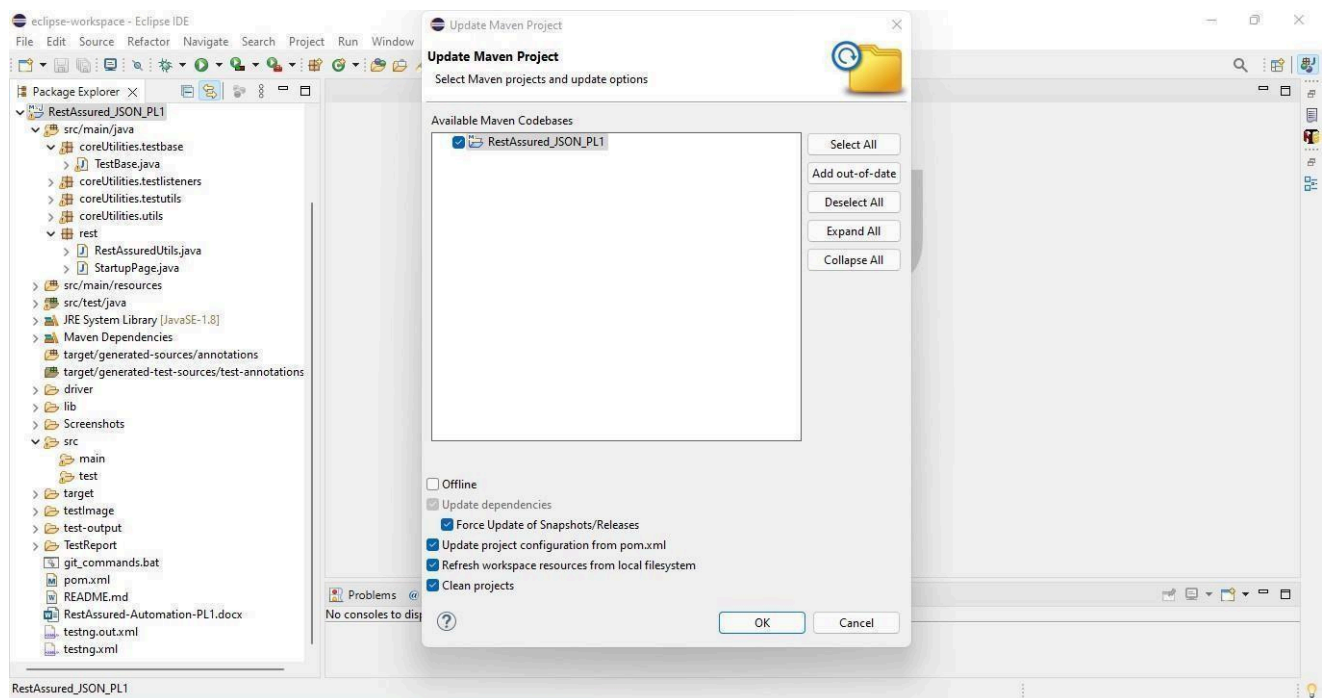 eclipse-workspace - Eclipse IDE
File Edit Source Refactor Navigate Search Project Run Window
Package Explorer
RestAssured_JSON_PL1
src/main/java
coreUtilities.testbase
TestBase.java
coreUtilities.testlisteners
coreUtilities.testutils
coreUtilities.utils
rest
RestAssuredUtils.java
StartupPage.java
src/main/resources
src/test/java
JRE System Library [JavaSE-1.8]
Maven Dependencies
target/generated-sources/annotations
target/generated-test-sources/test-annotations
driver
lib
Screenshots
src
main
test
target
testImage
test-output
TestReport
git_commands.bat
pom.xml
README.md
RestAssured-Automation-PL1.docx
testng.out.xml
testng.xml
Update Maven Project
Update Maven Project
Select Maven projects and update options
Available Maven Codebases
RestAssured_JSON_PL1
Select All
Add out-of-date
Deselect All
Expand All
Collapse All
Offline
Update dependencies
Force Update of Snapshots/Releases
Update project configuration from pom.xml
Refresh workspace resources from local filesystem
Clean projects
OK Cancel
Problems @
No consoles to disp
RestAssured_JSON_PL1